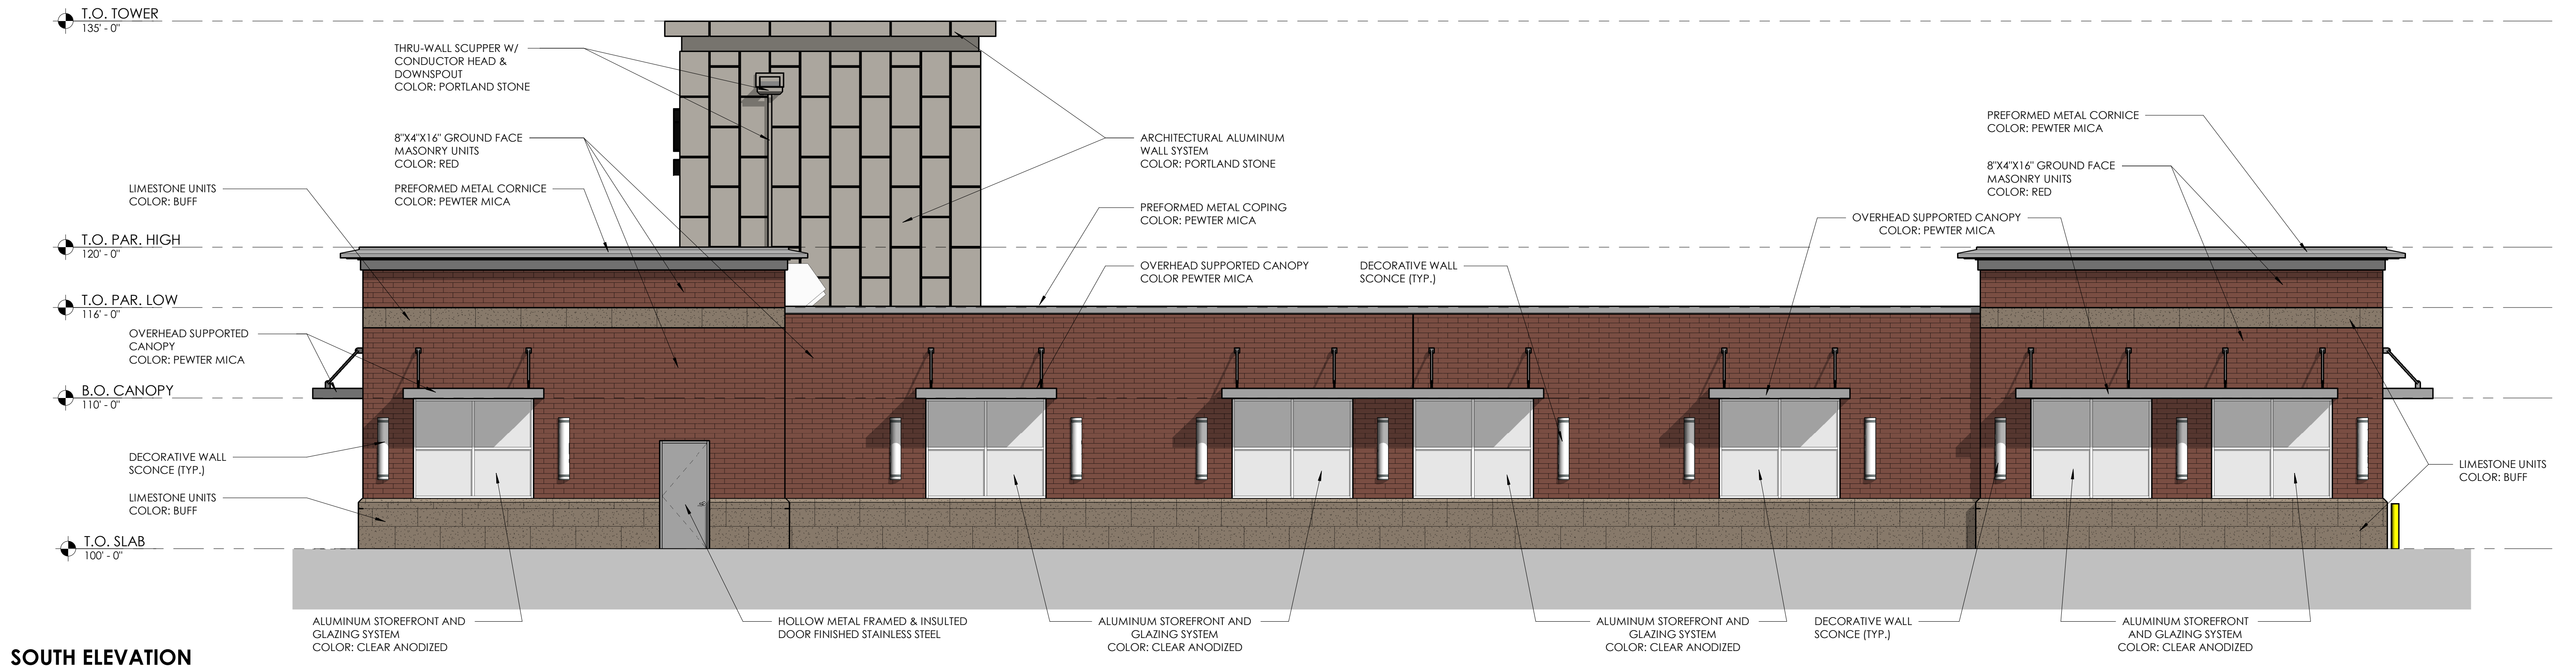 T.O. TOWER
135' - 0"
THRU-WALL SCUPPER W/
CONDUCTOR HEAD &
DOWNSPOUT
COLOR: PORTLAND STONE
8"X4"X16" GROUND FACE
MASONRY UNITS
COLOR: RED
LIMESTONE UNITS
COLOR: BUFF
PREFORMED METAL CORNICE
COLOR: PEWTER MICA
ARCHITECTURAL ALUMINUM
WALL SYSTEM
COLOR: PORTLAND STONE
PREFORMED METAL COPING
COLOR: PEWTER MICA
PREFORMED METAL CORNICE
COLOR: PEWTER MICA
8"X4"X16" GROUND FACE
MASONRY UNITS
COLOR: RED
OVERHEAD SUPPORTED CANOPY
COLOR: PEWTER MICA
T.O. PAR. HIGH
120' - 0"
OVERHEAD SUPPORTED CANOPY
COLOR PEWTER MICA
DECORATIVE WALL
SCONCE (TYP.)
T.O. PAR. LOW
116' - 0"
OVERHEAD SUPPORTED
CANOPY
COLOR: PEWTER MICA
B.O. CANOPY
110' - 0"
DECORATIVE WALL
SCONCE (TYP.)
LIMESTONE UNITS
COLOR: BUFF
LIMESTONE UNITS
COLOR: BUFF
T.O. SLAB
100' - 0"
ALUMINUM STOREFRONT AND
GLAZING SYSTEM
COLOR: CLEAR ANODIZED
HOLLOW METAL FRAMED & INSULTED
DOOR FINISHED STAINLESS STEEL
ALUMINUM STOREFRONT AND
GLAZING SYSTEM
COLOR: CLEAR ANODIZED
ALUMINUM STOREFRONT AND
GLAZING SYSTEM
COLOR: CLEAR ANODIZED
DECORATIVE WALL
SCONCE (TYP.)
ALUMINUM STOREFRONT
AND GLAZING SYSTEM
COLOR: CLEAR ANODIZED
SOUTH ELEVATION